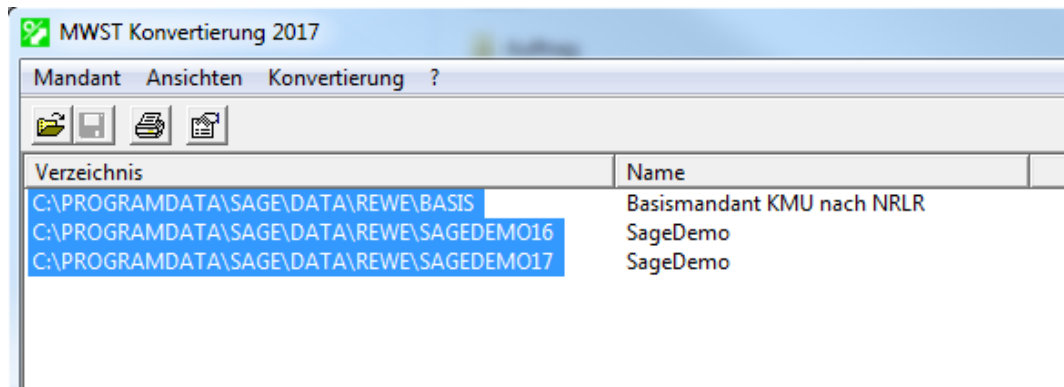 MWST Konvertierung 2017
Mandant Ansichten Konvertierung ?
Verzeichnis Name
C:\PROGRAMDATA\SAGE\DATA\REWE\BASIS Basismandant KMU nach NRLR
C:\PROGRAMDATA\SAGE\DATA\REWE\SAGEDEMO16 SageDemo
C:\PROGRAMDATA\SAGE\DATA\REWE\SAGEDEMO17 SageDemo